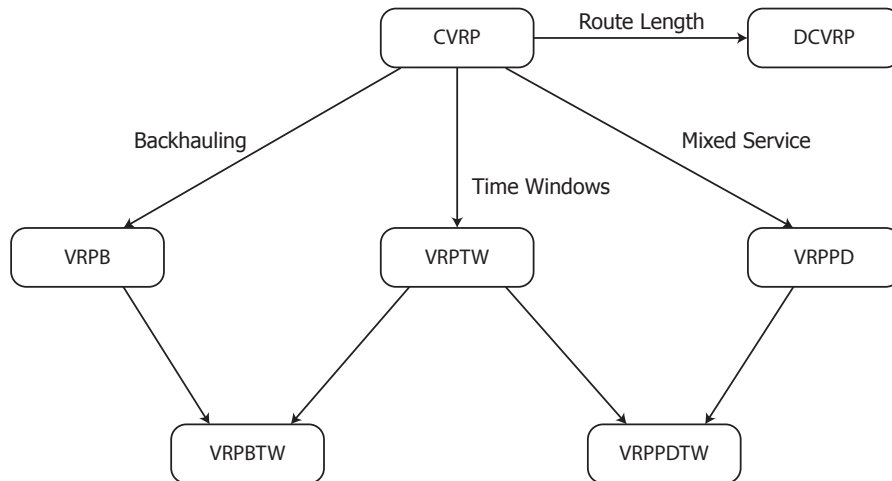 CVRP
Route Length
DCVRP
Backhauling
Mixed Service
Time Windows
VRPB
VRPTW
VRPPD
VRPBTW
VRPPDTW